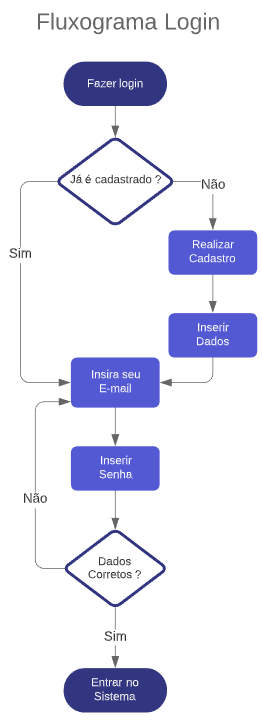 Fluxograma Login
Fazer login
Já é cadastrado ?
Não
Sim
Realizar
Cadastro
Inserir
Dados
Insira seu
E-mail
Inserir
Senha
Não
Dados
Corretos ?
Sim
Entrar no
Sistema